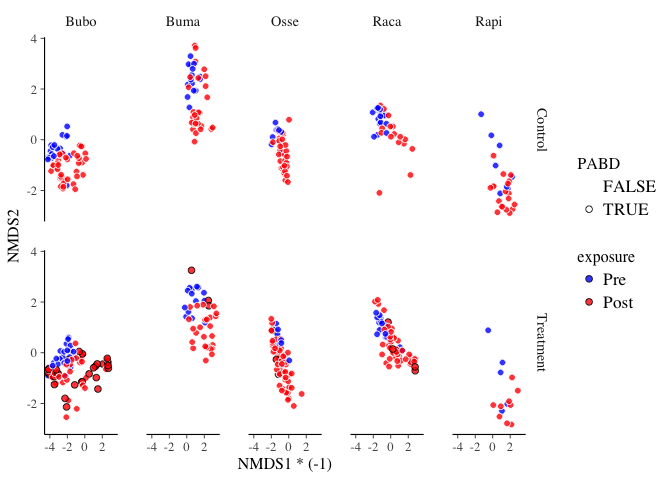 Bubo Buma Osse Raca Rapi
4
2
0
-2
Control
4
2
0
-2
Treatment
-4 -2 0 2 -4 -2 0 2 -4 -2 0 2 -4 -2 0 2 -4 -2 0 2
NMDS1 * (-1)
NMDS2
PABD
FALSE
TRUE
exposure
Pre
Post